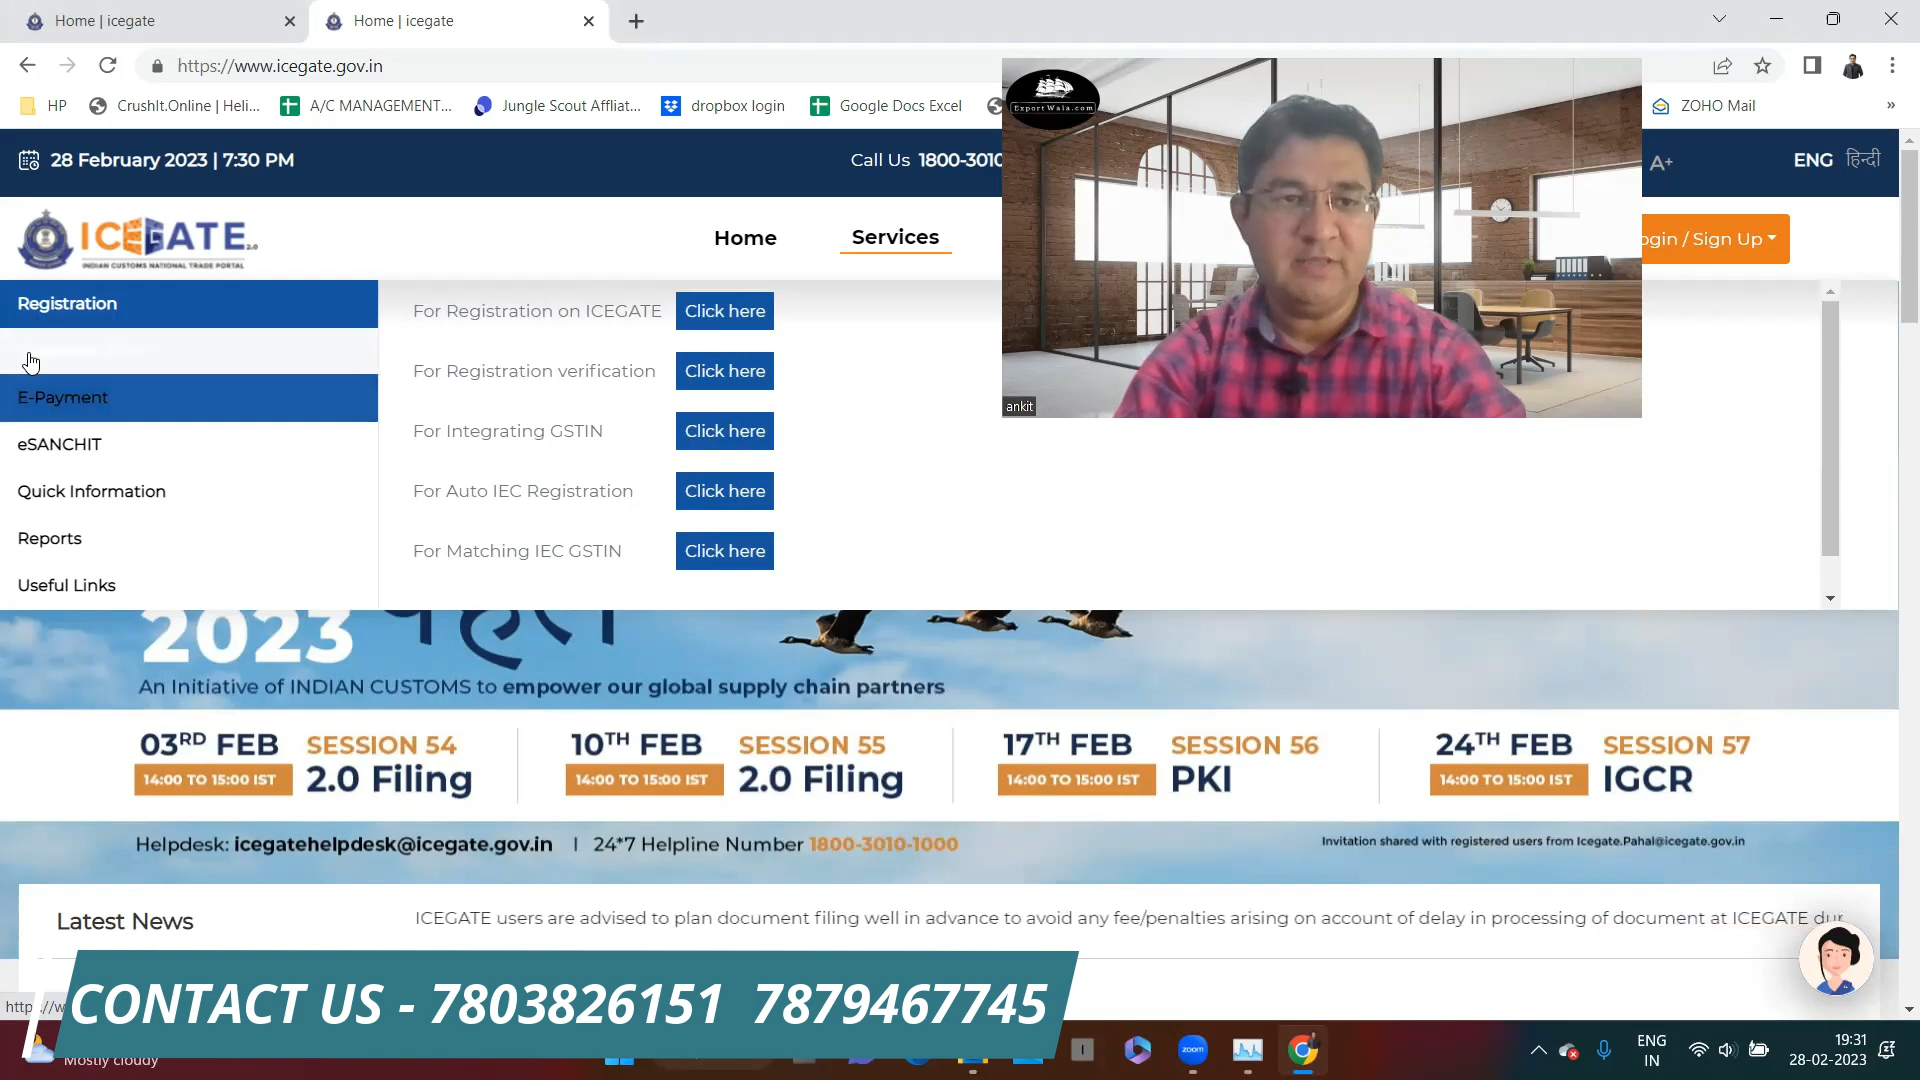 Home | icegate
Home | icegate
https://www.icegate.gov.in
HP
CrushIt.Online | Heli...
A/C MANAGEMENT...
Jungle Scout Affliat...
dropbox login
Google Docs Excel
ZOHO Mail
»
28 February 2023 | 7:30 PM
Call Us 1800-3010
A+
ENG
हिन्दी
ICEGATE 2.0
INDIAN CUSTOMS NATIONAL TRADE PORTAL
Home
Services
ogin / Sign Up
ExportWala.com
ankit
Registration
E-Payment
eSANCHIT
Quick Information
Reports
Useful Links
For Registration on ICEGATE Click here
For Registration verification Click here
For Integrating GSTIN Click here
For Auto IEC Registration Click here
For Matching IEC GSTIN Click here
2023
An Initiative of INDIAN CUSTOMS to empower our global supply chain partners
03RD FEB SESSION 54
14:00 TO 15:00 IST 2.0 Filing
10TH FEB SESSION 55
14:00 TO 15:00 IST 2.0 Filing
17TH FEB SESSION 56
14:00 TO 15:00 IST PKI
24TH FEB SESSION 57
14:00 TO 15:00 IST IGCR
Helpdesk: icegatehelpdesk@icegate.gov.in | 24*7 Helpline Number 1800-3010-1000
Invitation shared with registered users from Icegate.Pahal@icegate.gov.in
Latest News
ICEGATE users are advised to plan document filing well in advance to avoid any fee/penalties arising on account of delay in processing of document at ICEGATE dur
CONTACT US - 7803826151 7879467745
Mostly cloudy
zoom
ENG
IN
19:31
28-02-2023